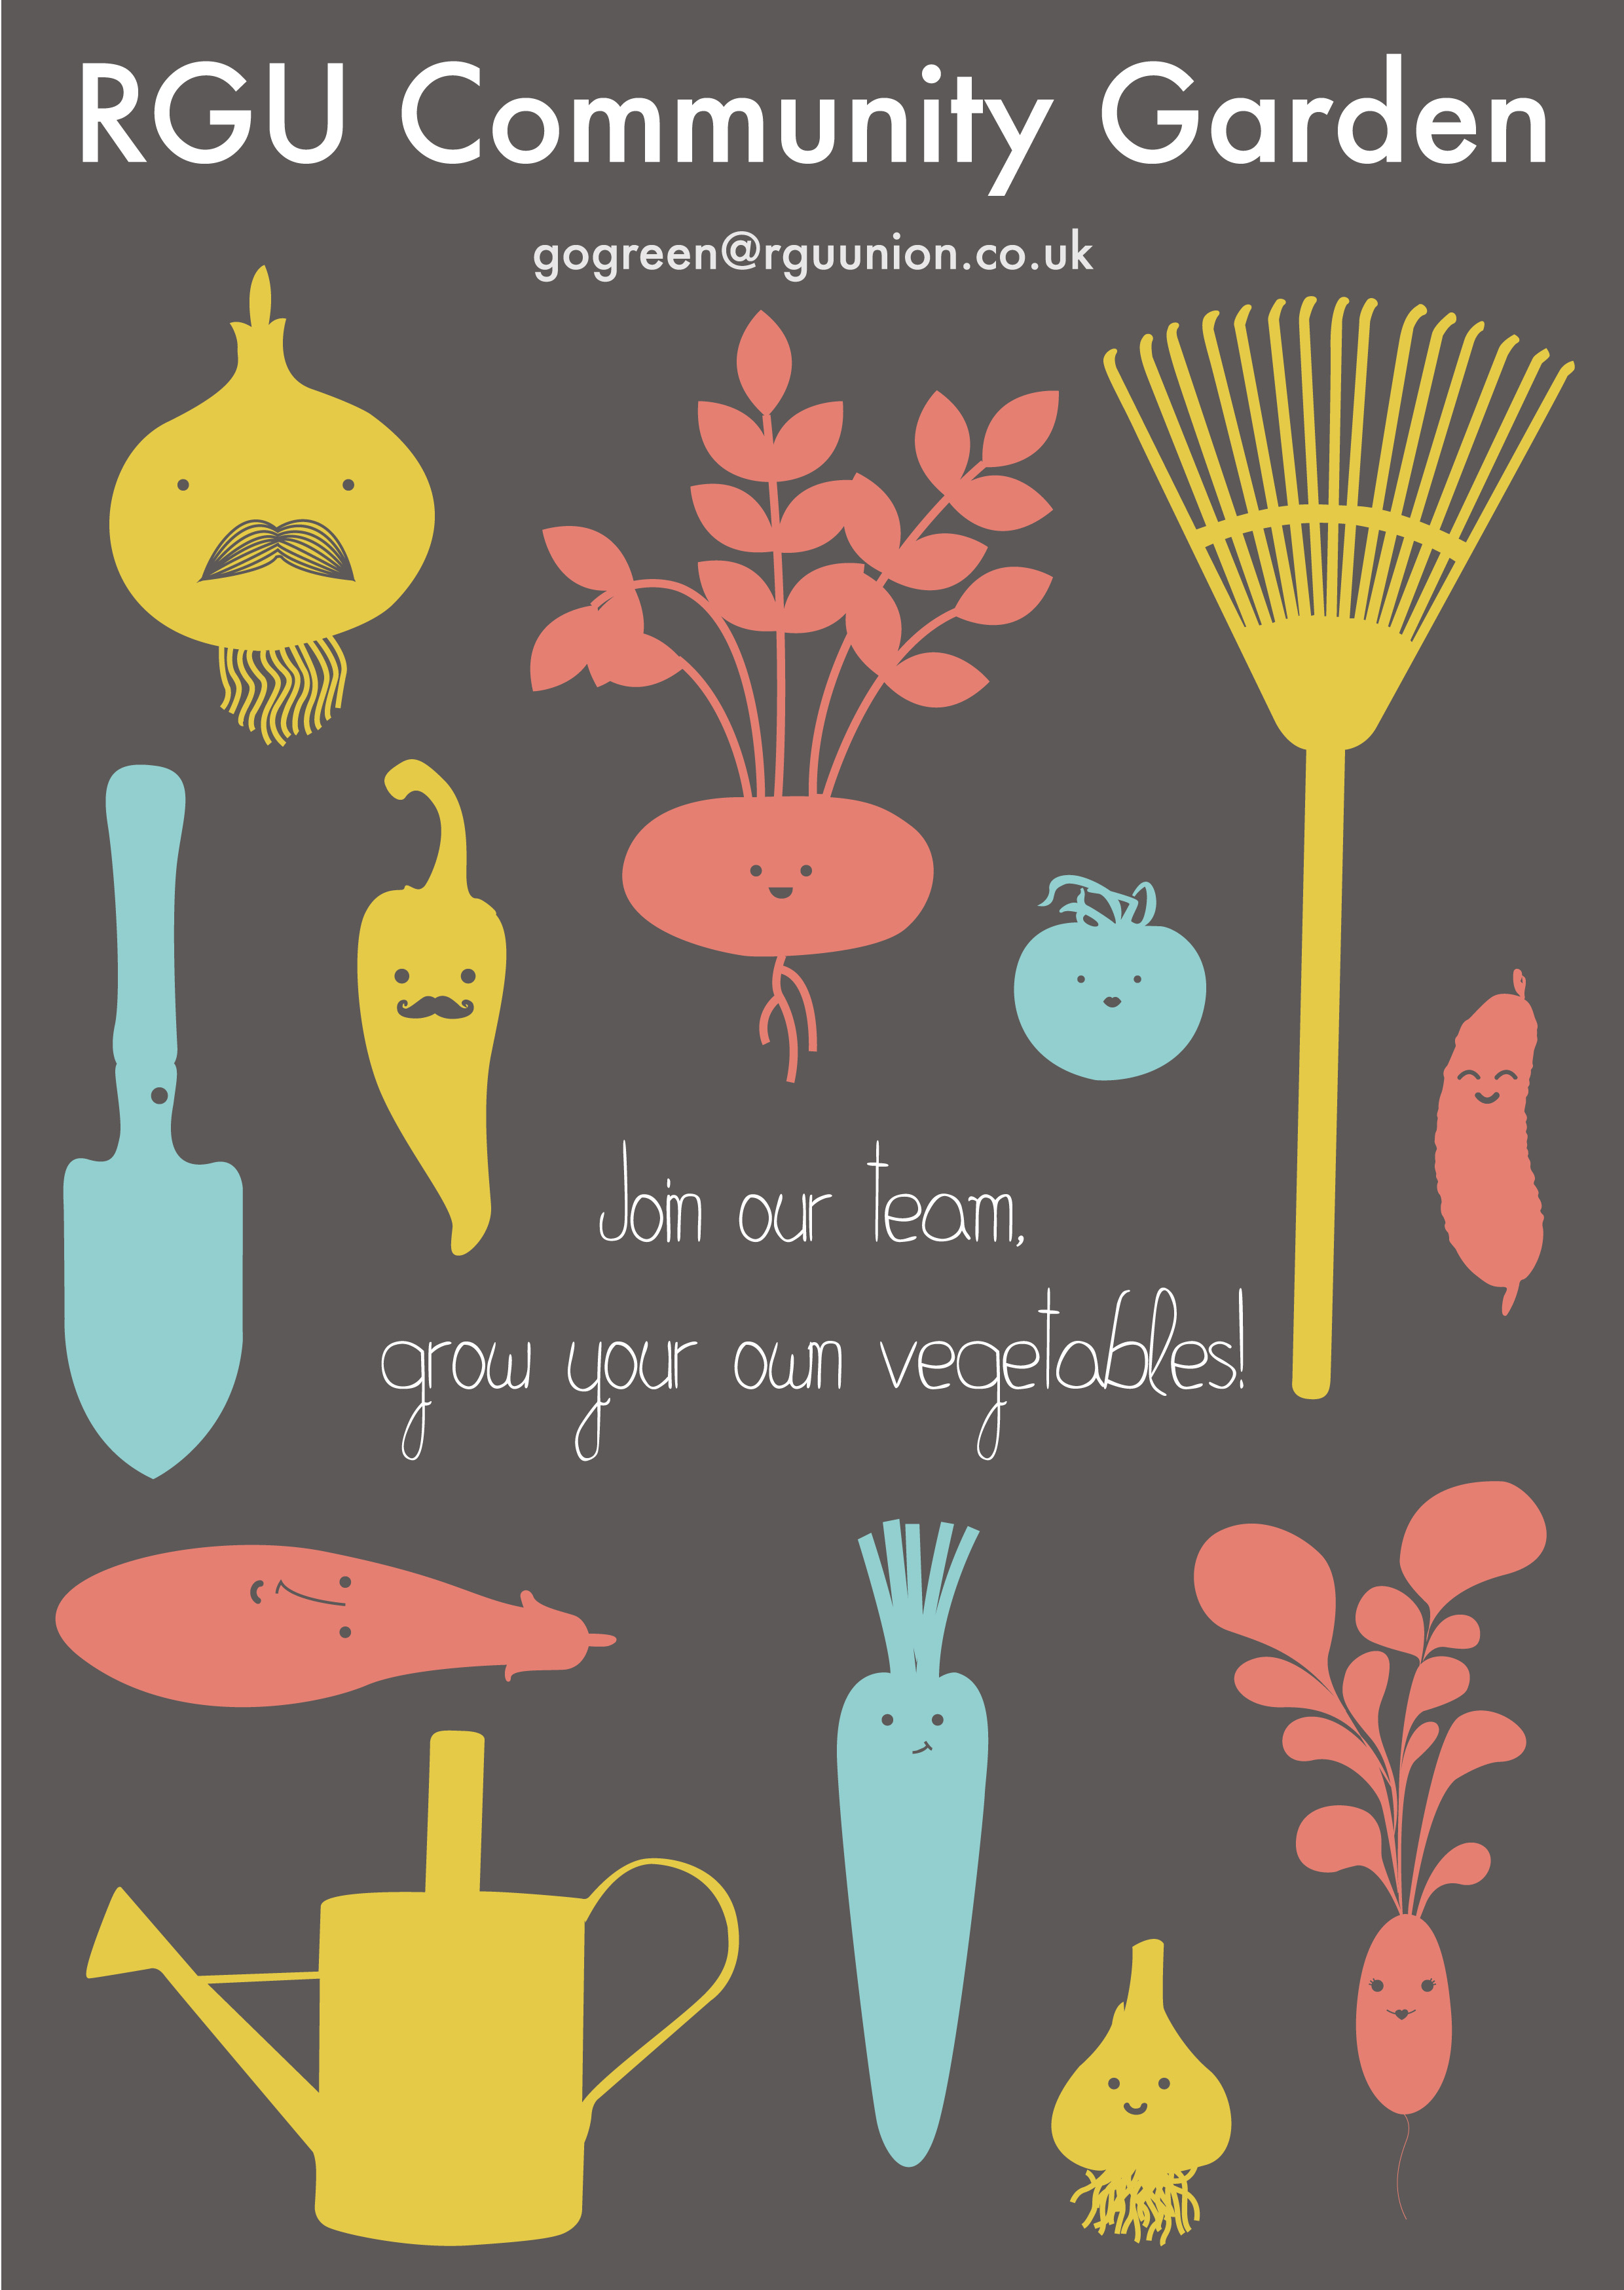 RGU Community Garden
gogreen@rguunion.co.uk
Join our team,
grow your own vegetables!